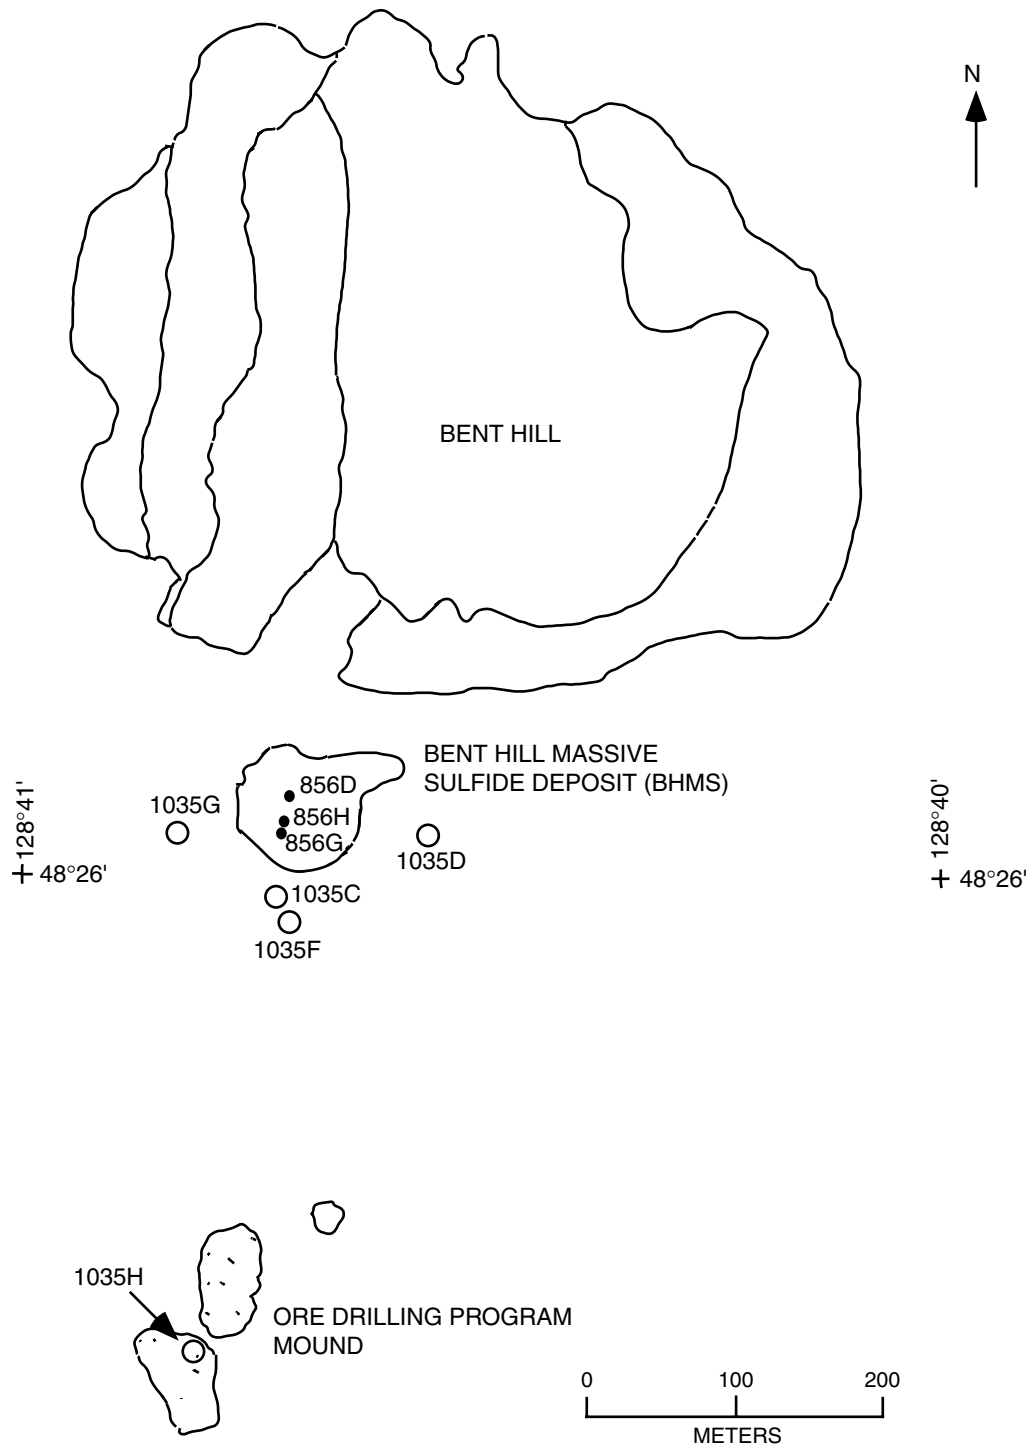 N
BENT HILL
BENT HILL MASSIVE
SULFIDE DEPOSIT (BHMS)
856D
1035G
856H
856G
1035D
128°41'
48°26'
128°40'
48°26'
1035C
1035F
1035H
ORE DRILLING PROGRAM
MOUND
0 100 200
METERS